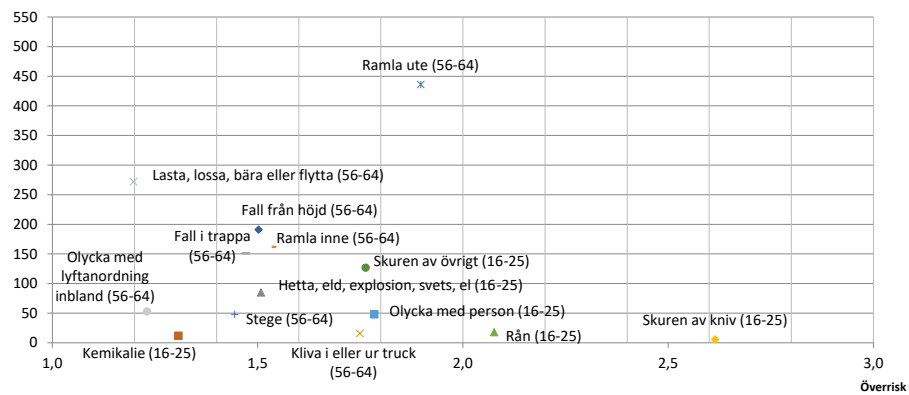 550
500
450
400
350
300
250
200
150
100
50
0
Ramla ute (56-64)
Lasta, lossa, bära eller flytta (56-64)
Fall från höjd (56-64)
Fall i trappa
(56-64)
Ramla inne (56-64)
Olycka med
lyftanordning
inbland (56-64)
Skuren av övrigt (16-25)
Hetta, eld, explosion, svets, el (16-25)
Stege (56-64)
Olycka med person (16-25)
Skuren av kniv (16-25)
Rån (16-25)
Kemikalie (16-25)
Kliva i eller ur truck
(56-64)
1,0
1,5
2,0
2,5
3,0
Överrisk